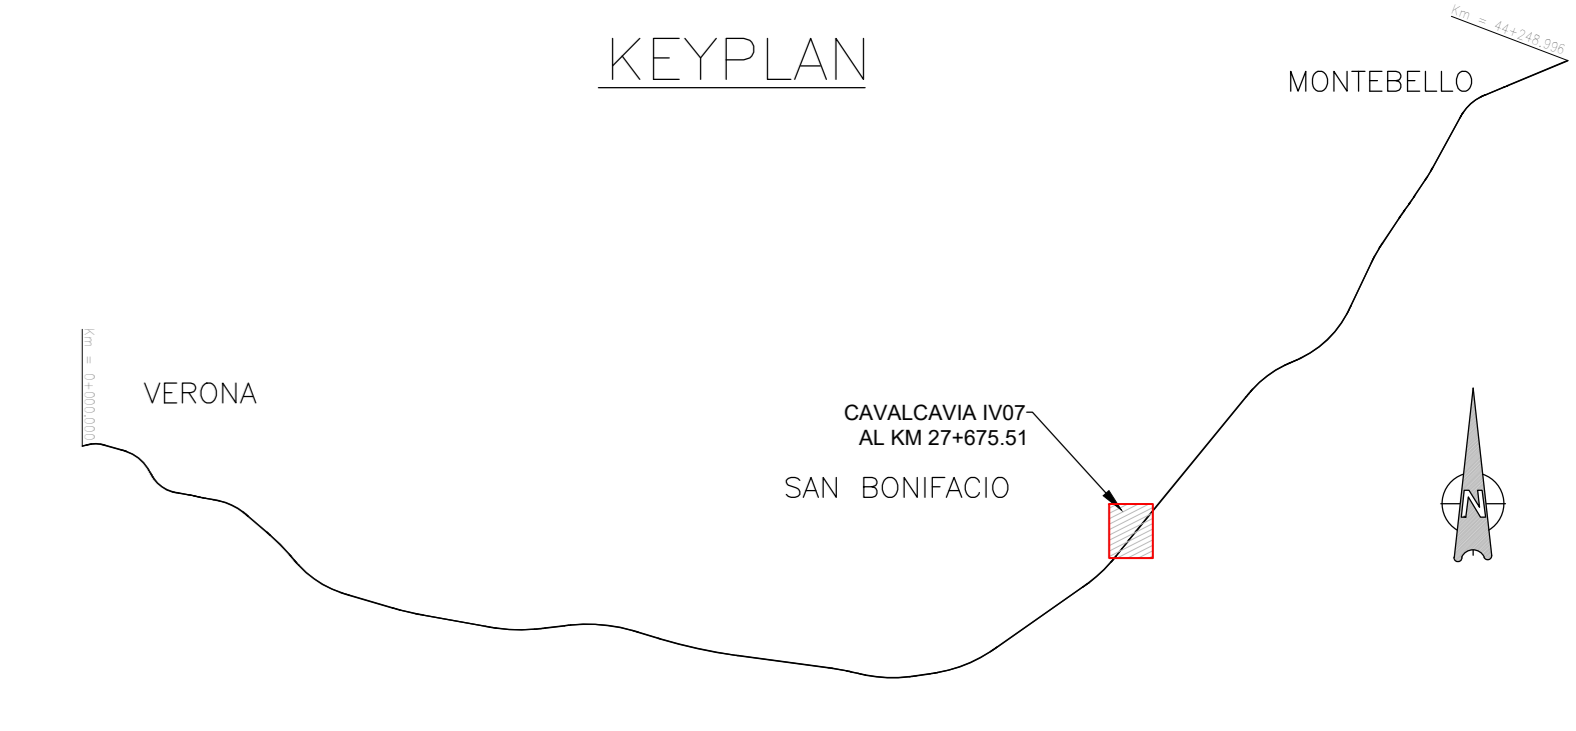 KEYPLAN
Km = 44+248.996
MONTEBELLO
Km = 0+000.000
VERONA
CAVALCAVIA IV07
AL KM 27+675.51
SAN BONIFACIO
N